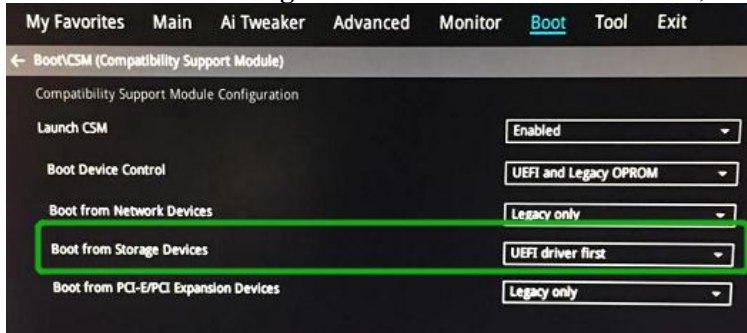 My Favorites Main Ai Tweaker Advanced Monitor Boot Tool Exit
← Boot\CSM (Compatibility Support Module)
Compatibility Support Module Configuration
Launch CSM Enabled
Boot Device Control UEFI and Legacy OPROM
Boot from Network Devices Legacy only
Boot from Storage Devices UEFI driver first
Boot from PCI-E/PCI Expansion Devices Legacy only